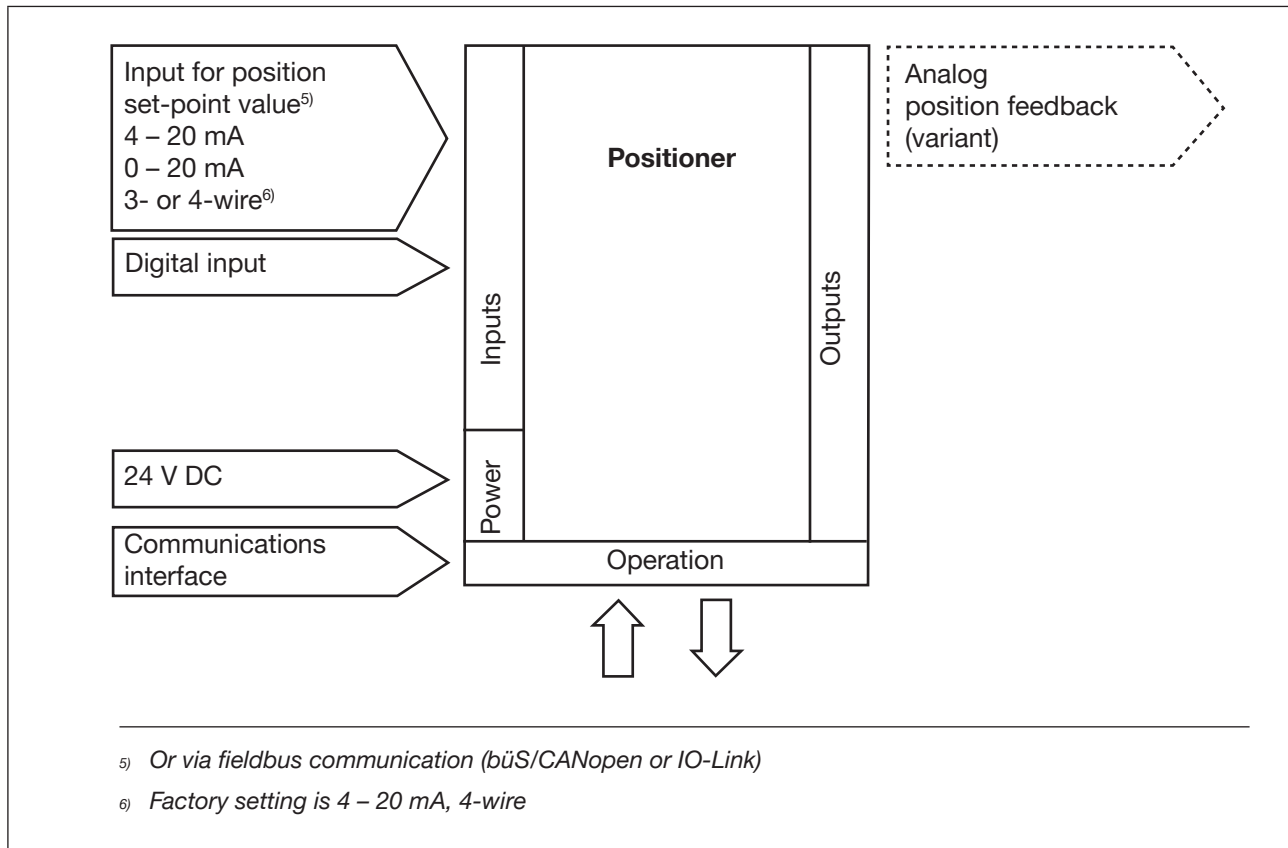 Input for position
set-point value5)
4 – 20 mA
0 – 20 mA
3- or 4-wire6)
Digital input
24 V DC
Communications
interface
Inputs
Power
Positioner
Operation
Outputs
Analog
position feedback
(variant)
5) Or via fieldbus communication (büS/CANopen or IO-Link)
6) Factory setting is 4 – 20 mA, 4-wire